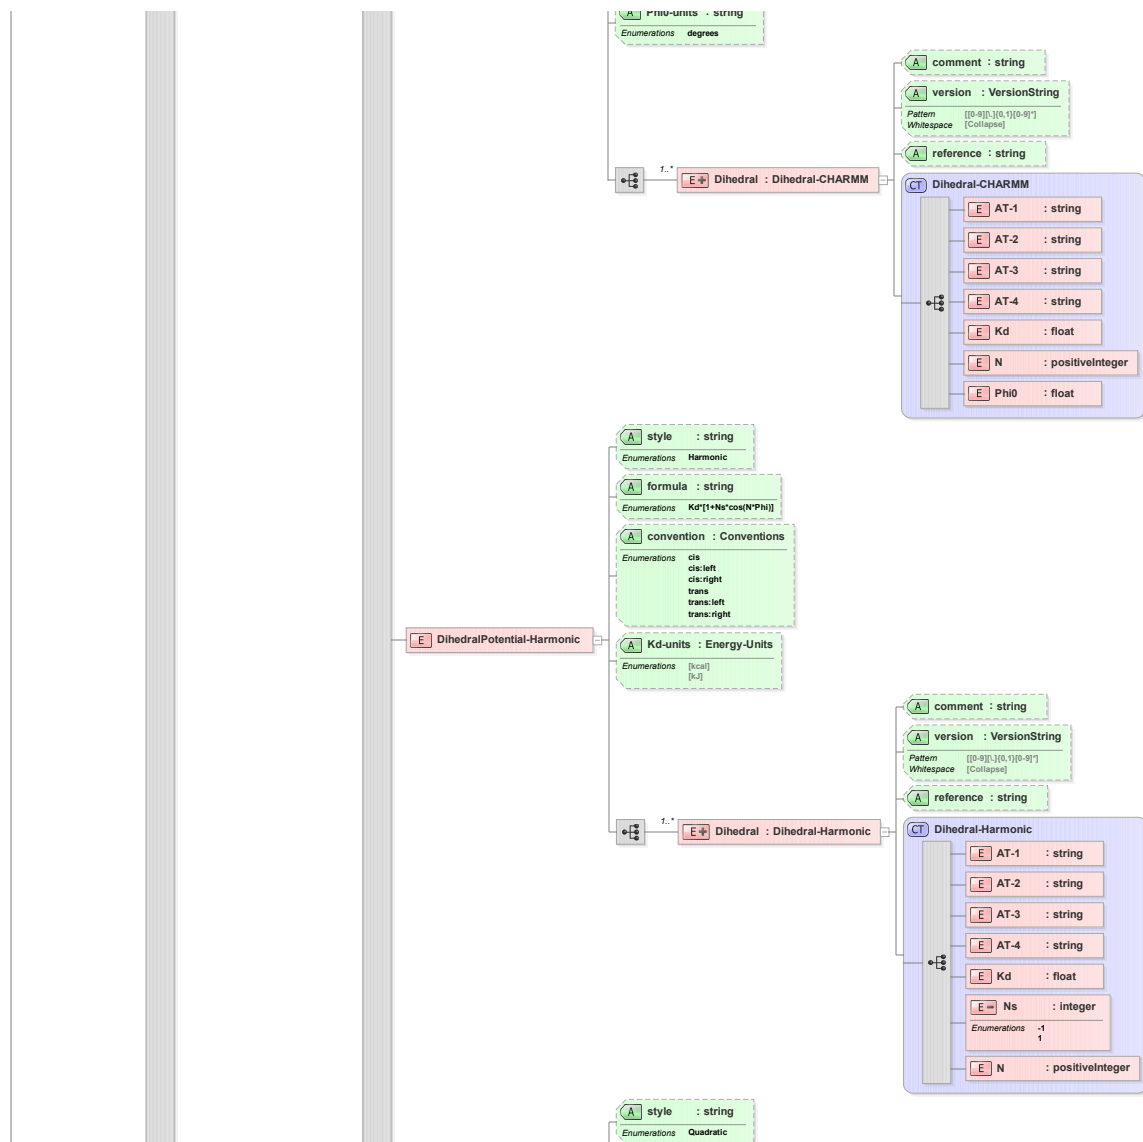 A Phi0-units : string
Enumerations degrees
A comment : string
A version : VersionString
Pattern [[0-9][\.]{0,1}[0-9]*]
Whitespace [Collapse]
A reference : string
1..*
E Dihedral : Dihedral-CHARMM
CT Dihedral-CHARMM
E AT-1 : string
E AT-2 : string
E AT-3 : string
E AT-4 : string
E Kd : float
E N : positiveInteger
E Phi0 : float
A style : string
Enumerations Harmonic
A formula : string
Enumerations Kd*[1+Ns*cos(N*Phi)]
A convention : Conventions
Enumerations cis
cis:left
cis:right
trans
trans:left
trans:right
E DihedralPotential-Harmonic
A Kd-units : Energy-Units
Enumerations [kcal]
[kJ]
A comment : string
A version : VersionString
Pattern [[0-9][\.]{0,1}[0-9]*]
Whitespace [Collapse]
A reference : string
1..*
E Dihedral : Dihedral-Harmonic
CT Dihedral-Harmonic
E AT-1 : string
E AT-2 : string
E AT-3 : string
E AT-4 : string
E Kd : float
E Ns : integer
Enumerations -1
1
E N : positiveInteger
A style : string
Enumerations Quadratic